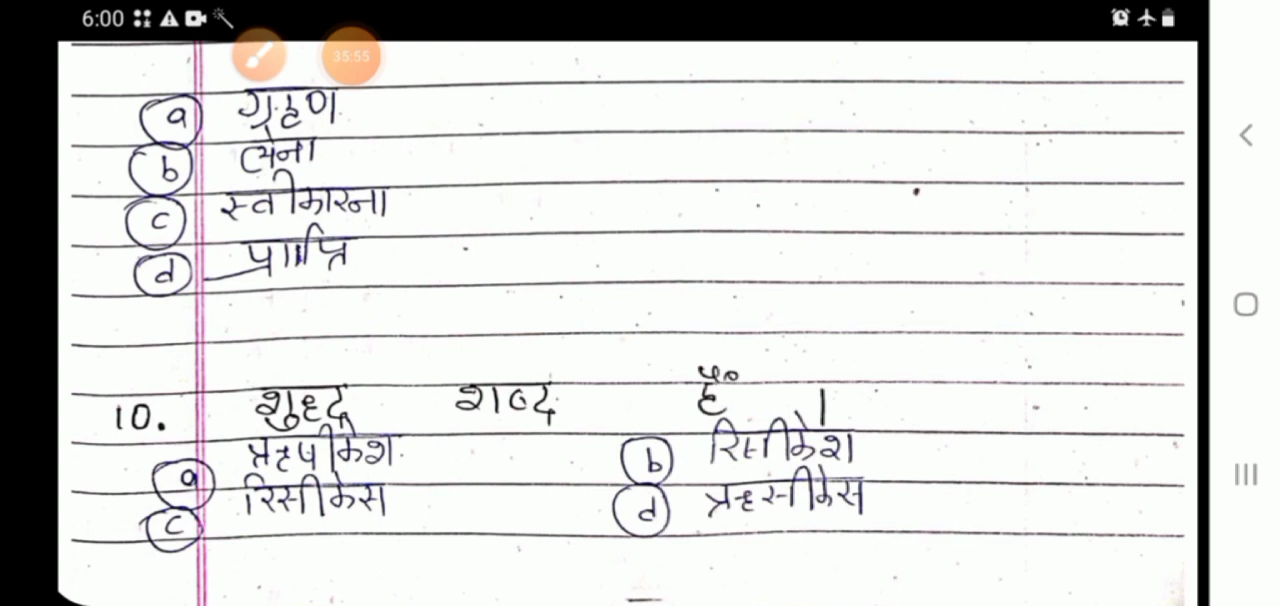 6:00
35:55
a ग्रहण
b लेना
c स्वीकारना
d प्राप्ति
10. शुद्ध शब्द हैं ।
a ऋषीकेश b रिसीकेश
c रिसीकेस d ऋसीकेस